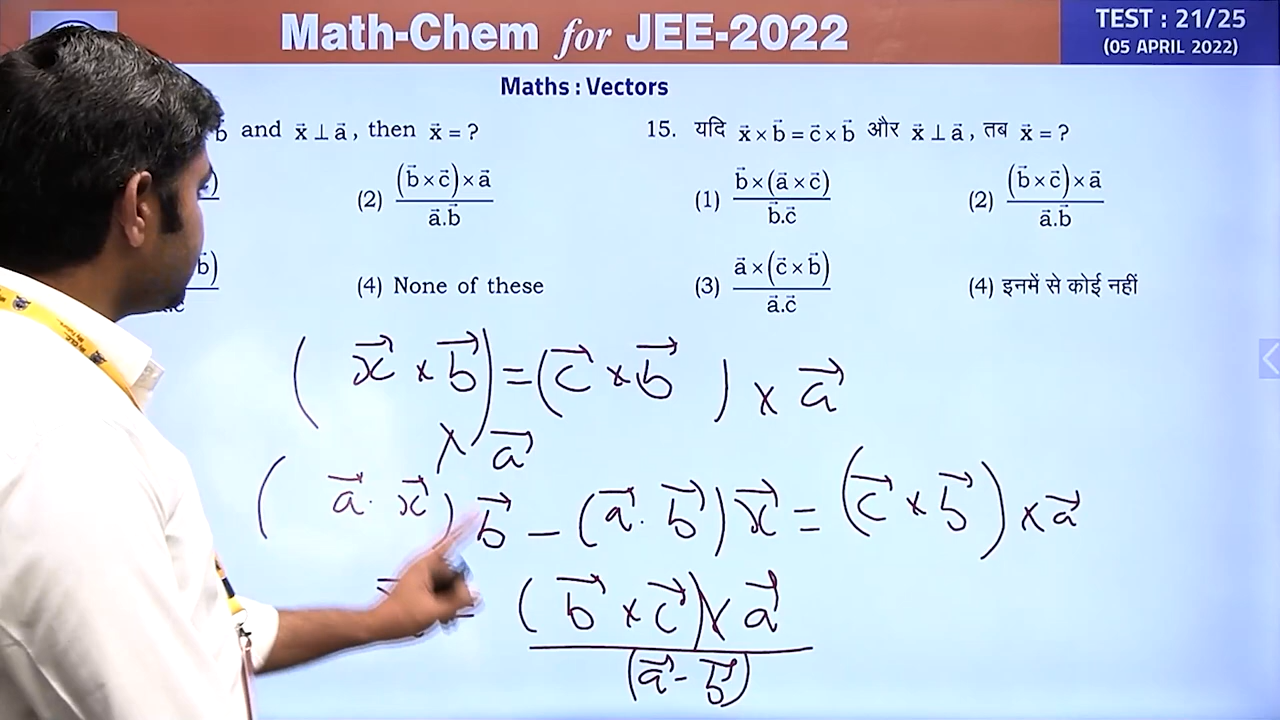 Math-Chem for JEE-2022
TEST : 21/25
(05 APRIL 2022)
Maths : Vectors
b⃗ and x⃗ ⊥ a⃗, then x⃗ = ?
(2) (b⃗ × c⃗) × a⃗ / a⃗.b⃗
b⃗)
(4) None of these
15. यदि x⃗ × b⃗ = c⃗ × b⃗ और x⃗ ⊥ a⃗, तब x⃗ = ?
(1) b⃗ × (a⃗ × c⃗) / b⃗.c⃗
(2) (b⃗ × c⃗) × a⃗ / a⃗.b⃗
(3) a⃗ × (c⃗ × b⃗) / a⃗.c⃗
(4) इनमें से कोई नहीं
(x⃗ × b⃗) = (c⃗ × b⃗) × a⃗
× a⃗
(a⃗ · x⃗) b⃗ − (a⃗ · b⃗) x⃗ = (c⃗ × b⃗) × a⃗
= (b⃗ × c⃗) × a⃗
(a⃗ - b⃗)